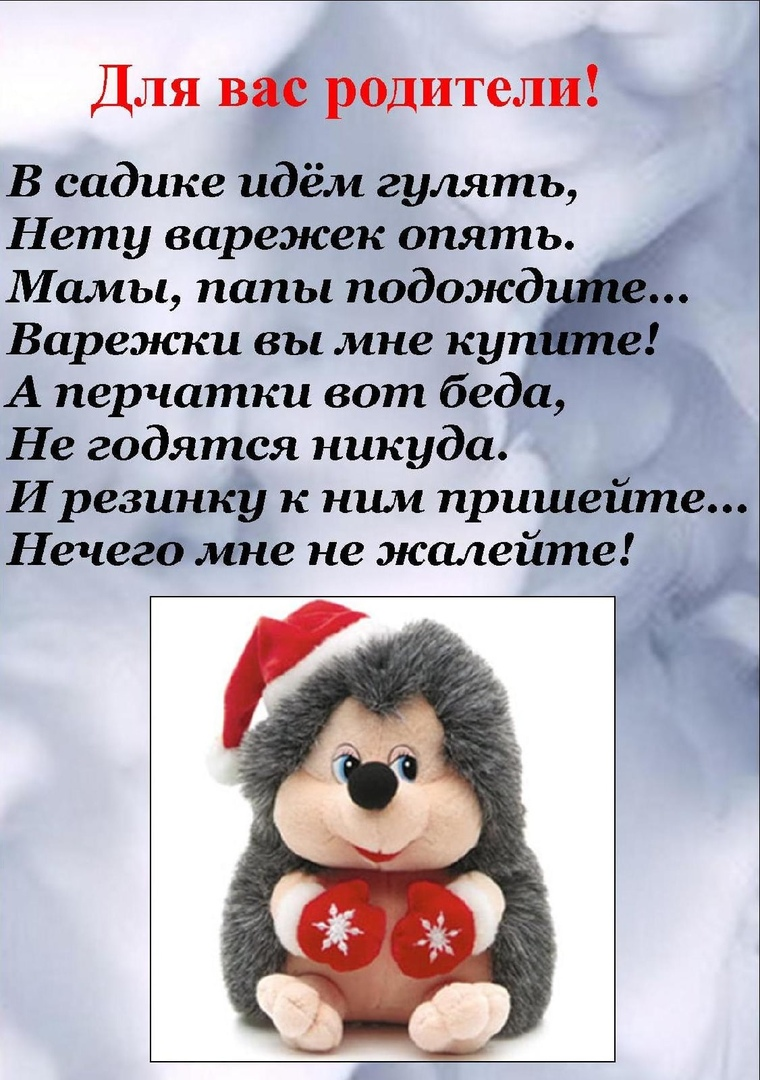 Для вас родители!
В садике идём гулять,
Нету варежек опять.
Мамы, папы подождите...
Варежки вы мне купите!
А перчатки вот беда,
Не годятся никуда.
И резинку к ним пришейте...
Нечего мне не жалейте!